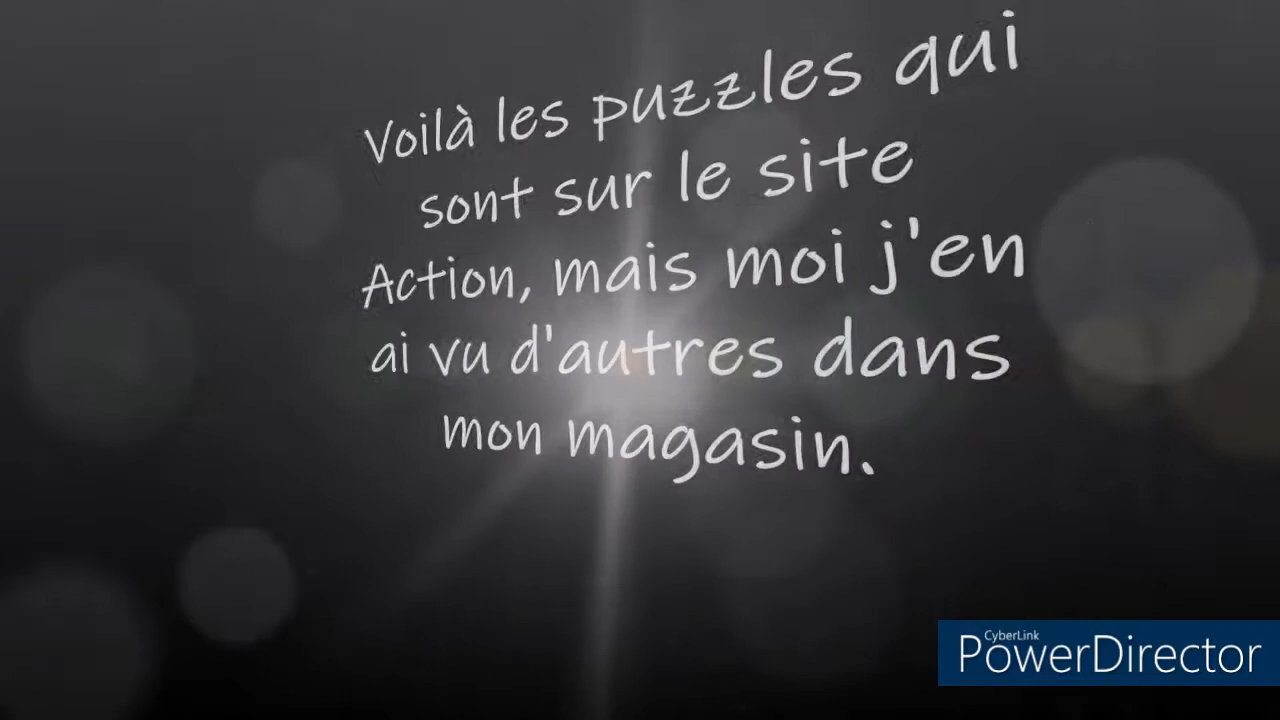 Voilà les puzzles qui
sont sur le site
Action, mais moi j'en
ai vu d'autres dans
mon magasin.
CyberLink
PowerDirector